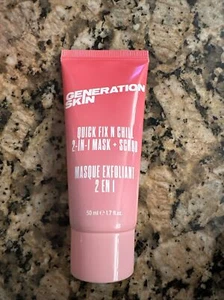 GENERATION
SKIN
QUICK FIX N CHILL
2-IN-1 MASK + SCRUB
MASQUE EXFOLIANT
2 EN 1
50 ml ℮ 1.7 fl.oz.